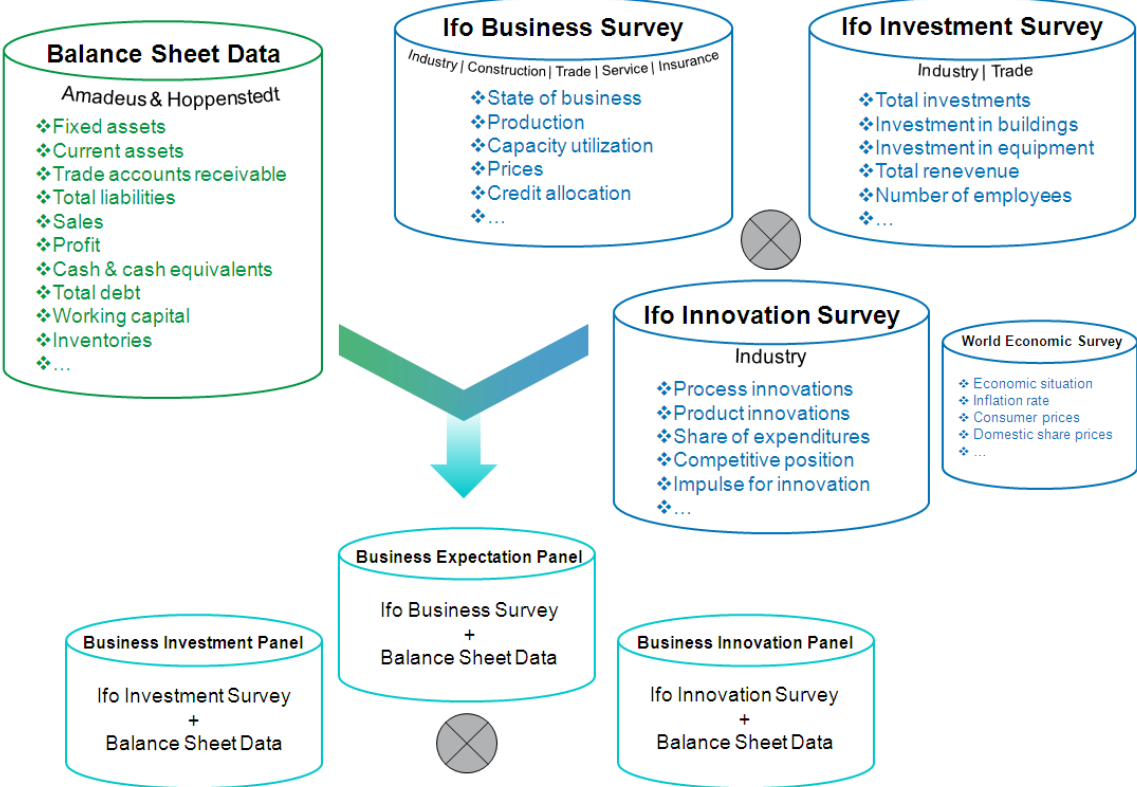 Balance Sheet Data
Amadeus & Hoppenstedt
❖Fixed assets
❖Current assets
❖Trade accounts receivable
❖Total liabilities
❖Sales
❖Profit
❖Cash & cash equivalents
❖Total debt
❖Working capital
❖Inventories
❖...
Ifo Business Survey
Industry | Construction | Trade | Service | Insurance
❖State of business
❖Production
❖Capacity utilization
❖Prices
❖Credit allocation
❖...
Ifo Investment Survey
Industry | Trade
❖Total investments
❖Investment in buildings
❖Investment in equipment
❖Total renevenue
❖Number of employees
❖...
Ifo Innovation Survey
Industry
❖Process innovations
❖Product innovations
❖Share of expenditures
❖Competitive position
❖Impulse for innovation
❖...
World Economic Survey
❖ Economic situation
❖ Inflation rate
❖ Consumer prices
❖ Domestic share prices
❖ ...
Business Expectation Panel
Ifo Business Survey
+
Balance Sheet Data
Business Investment Panel
Ifo Investment Survey
+
Balance Sheet Data
Business Innovation Panel
Ifo Innovation Survey
+
Balance Sheet Data